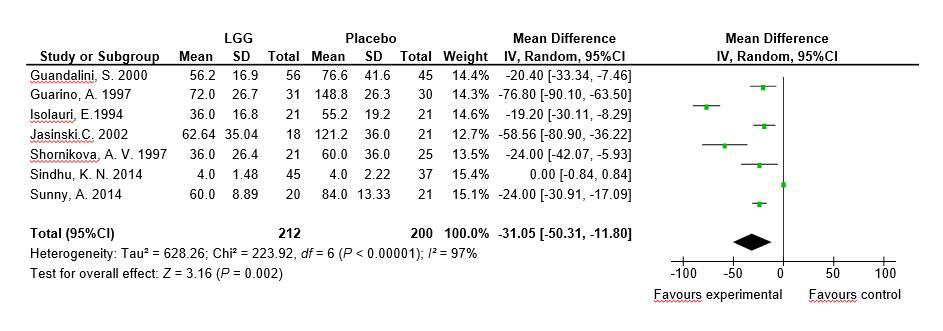 LGG Placebo Mean Difference Mean Difference
Study or Subgroup Mean SD Total Mean SD Total Weight IV, Random, 95%CI IV, Random, 95%CI
Guandalini, S. 2000 56.2 16.9 56 76.6 41.6 45 14.4% -20.40 [-33.34, -7.46]
Guarino, A. 1997 72.0 26.7 31 148.8 26.3 30 14.3% -76.80 [-90.10, -63.50]
Isolauri, E.1994 36.0 16.8 21 55.2 19.2 21 14.6% -19.20 [-30.11, -8.29]
Jasinski.C. 2002 62.64 35.04 18 121.2 36.0 21 12.7% -58.56 [-80.90, -36.22]
Shornikova, A. V. 1997 36.0 26.4 21 60.0 36.0 25 13.5% -24.00 [-42.07, -5.93]
Sindhu, K. N. 2014 4.0 1.48 45 4.0 2.22 37 15.4% 0.00 [-0.84, 0.84]
Sunny, A. 2014 60.0 8.89 20 84.0 13.33 21 15.1% -24.00 [-30.91, -17.09]
Total (95%CI) 212 200 100.0% -31.05 [-50.31, -11.80]
Heterogeneity: Tau² = 628.26; Chi² = 223.92, df = 6 (P < 0.00001); I² = 97%
Test for overall effect: Z = 3.16 (P = 0.002)
-100 -50 0 50 100
Favours experimental Favours control